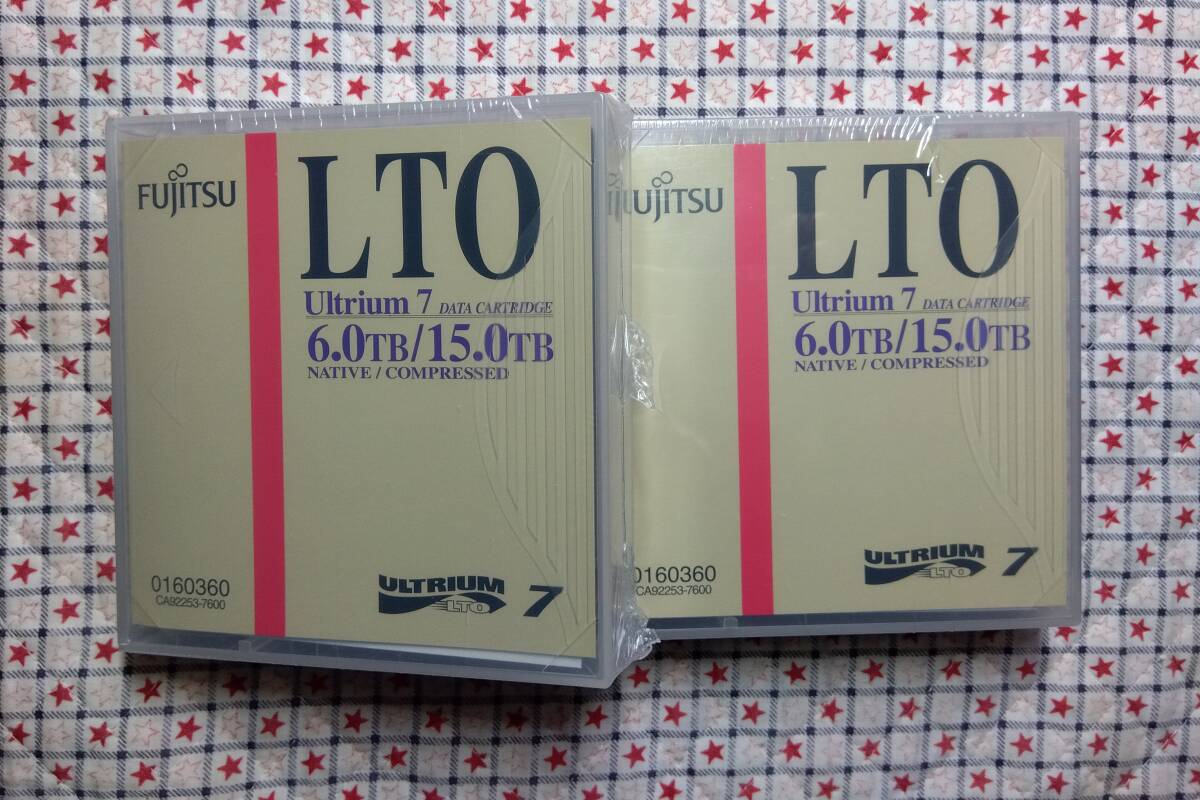 FUJITSU
LTO
Ultrium 7 DATA CARTRIDGE
6.0TB/15.0TB
NATIVE / COMPRESSED
0160360
CA92253-7600
ULTRIUM
LTO
7
FUJITSU
LTO
Ultrium 7 DATA CARTRIDGE
6.0TB/15.0TB
NATIVE / COMPRESSED
0160360
CA92253-7600
ULTRIUM
LTO
7